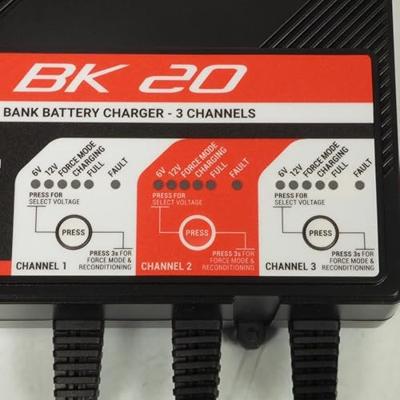 BK 20
BANK BATTERY CHARGER - 3 CHANNELS
6V 12V FORCE MODE CHARGING FULL FAULT
PRESS FOR
SELECT VOLTAGE
PRESS
PRESS 3s FOR
FORCE MODE &
RECONDITIONING
CHANNEL 1
6V 12V FORCE MODE CHARGING FULL FAULT
PRESS FOR
SELECT VOLTAGE
PRESS
PRESS 3s FOR
FORCE MODE &
RECONDITIONING
CHANNEL 2
6V 12V FORCE MODE CHARGING FULL FAULT
PRESS FOR
SELECT VOLTAGE
PRESS
PRESS 3s FOR
FORCE MODE &
RECONDITIONING
CHANNEL 3